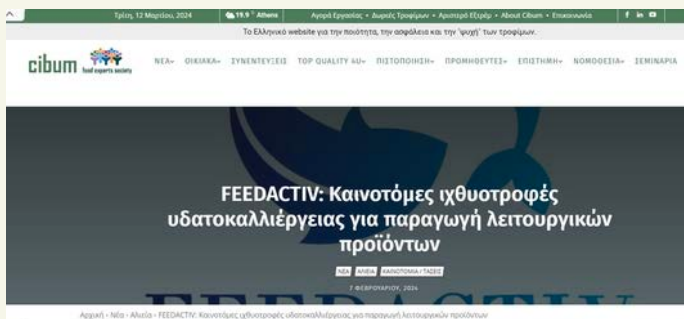 Τρίτη, 12 Μαρτίου, 2024
19.9 ° Athens
Αγορά Εργασίας • Δωρεές Τροφίμων • Αριστερό Εξτρέμ • About Cibum • Επικοινωνία
Το Ελληνικό website για την ποιότητα, την ασφάλεια και την 'ψυχή' των τροφίμων.
cibum food experts society
ΝΕΑ ΟΙΚΙΑΚΑ ΣΥΝΕΝΤΕΥΞΕΙΣ TOP QUALITY 4U ΠΙΣΤΟΠΟΙΗΣΗ ΠΡΟΜΗΘΕΥΤΕΣ ΕΠΙΣΤΗΜΗ ΝΟΜΟΘΕΣΙΑ ΣΕΜΙΝΑΡΙΑ
FEEDACTIV: Καινοτόμες ιχθυοτροφές
υδατοκαλλιέργειας για παραγωγή λειτουργικών
προϊόντων
ΝΕΑ ΑΛΙΕΙΑ ΚΑΙΝΟΤΟΜΙΑ / ΤΑΣΕΙΣ
7 ΦΕΒΡΟΥΑΡΙΟΥ, 2024
FEEDACTIV
Αρχική › Νέα › Αλιεία › FEEDACTIV: Καινοτόμες ιχθυοτροφές υδατοκαλλιέργειας για παραγωγή λειτουργικών προϊόντων